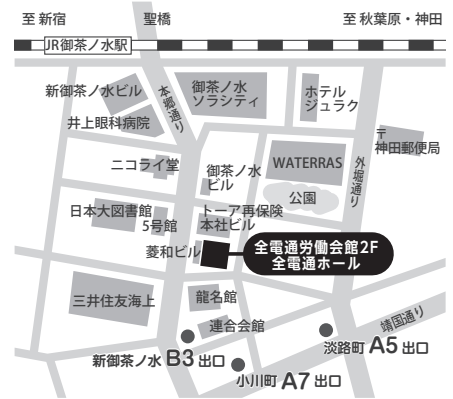 至 新宿
聖橋
至 秋葉原・神田
JR御茶ノ水駅
新御茶ノ水ビル
本郷通り
御茶ノ水
ソラシティ
ホテル
ジュラク
井上眼科病院
〒
神田郵便局
外堀通り
ニコライ堂
御茶ノ水
ビル
WATERRAS
公園
日本大図書館
5号館
トーア再保険
本社ビル
菱和ビル
全電通労働会館2F
全電通ホール
三井住友海上
龍名館
連合会館
靖国通り
新御茶ノ水 B3 出口
淡路町 A5 出口
小川町 A7 出口